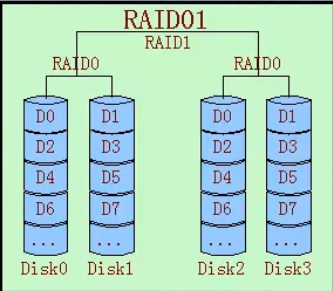 RAID01
RAID1
RAID0 RAID0
D0 D1 D0 D1
D2 D3 D2 D3
D4 D5 D4 D5
D6 D7 D6 D7
... ... ... ...
Disk0 Disk1 Disk2 Disk3